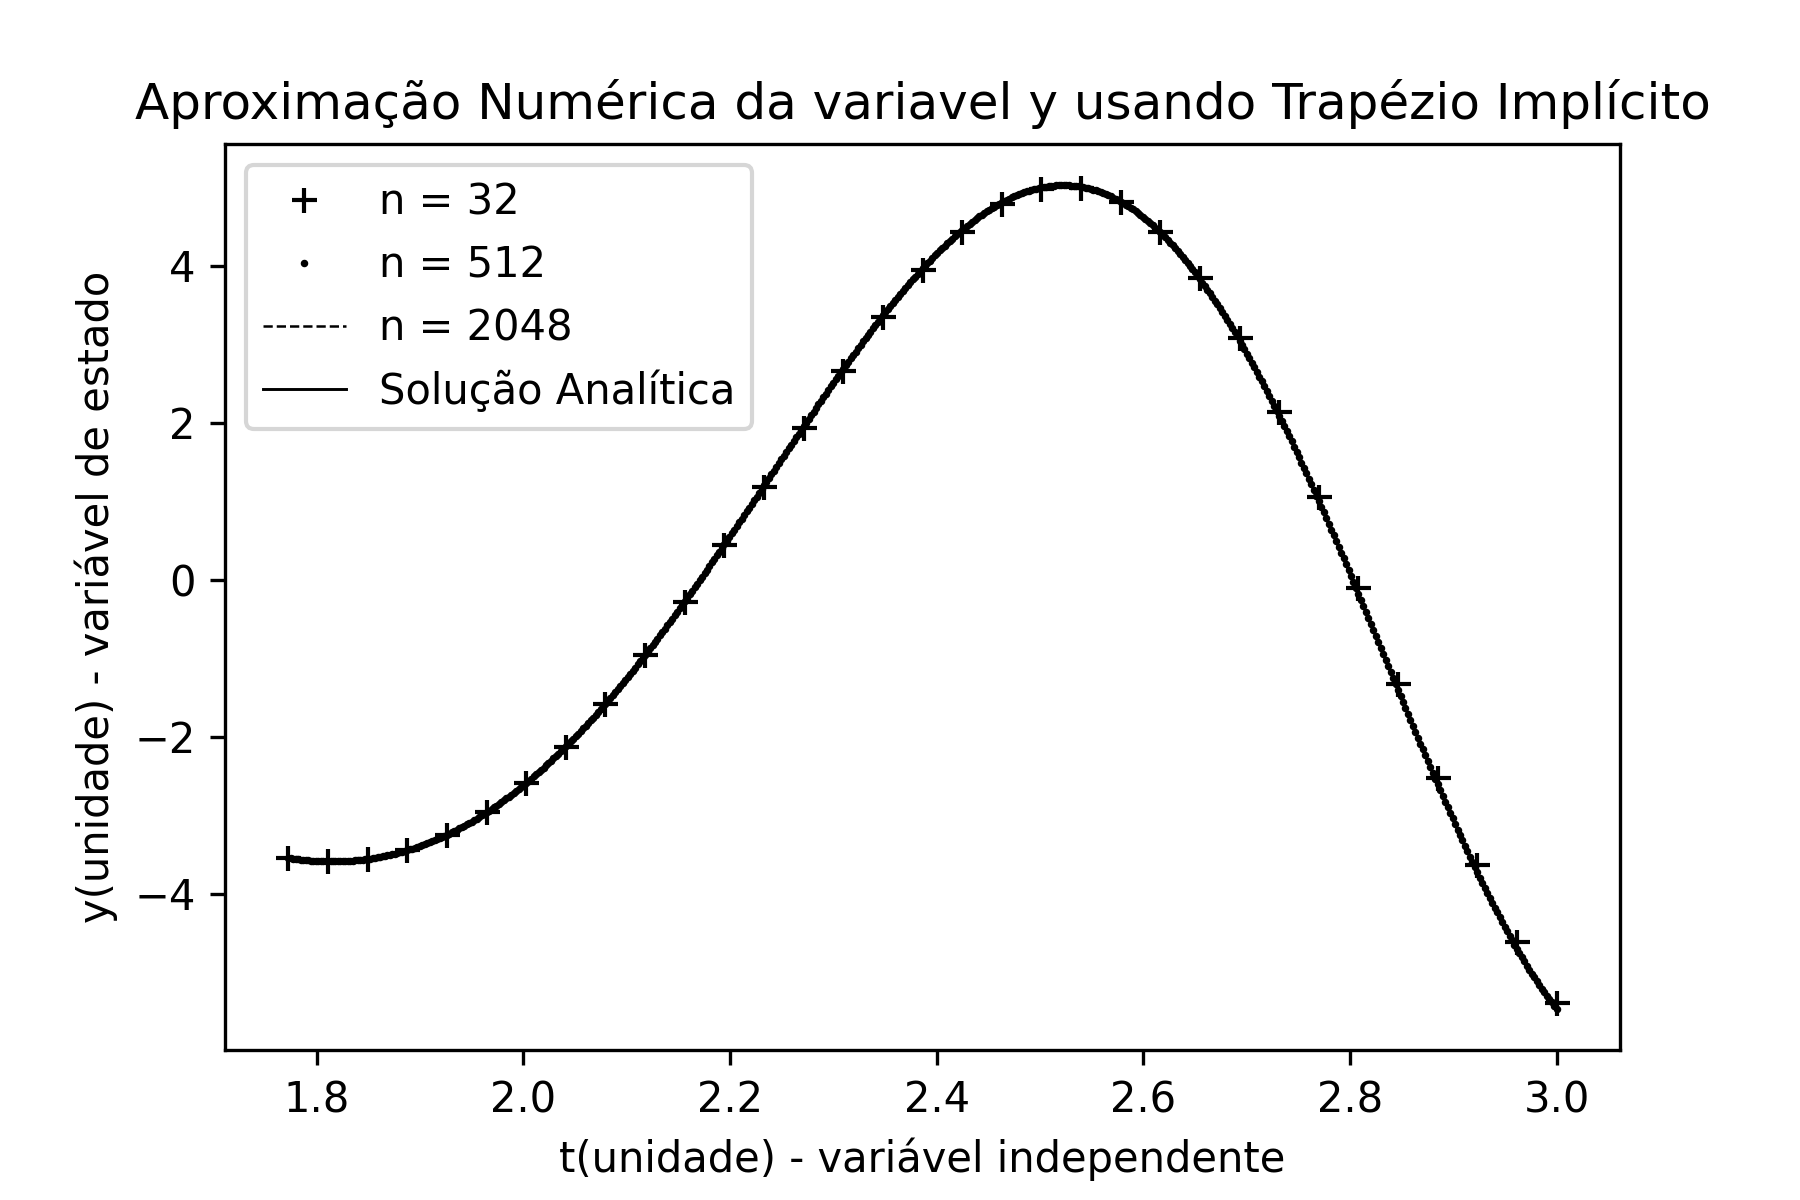 Aproximação Numérica da variavel y usando Trapézio Implícito
n = 32
n = 512
n = 2048
Solução Analítica
y(unidade) - variável de estado
4
2
0
−2
−4
1.8 2.0 2.2 2.4 2.6 2.8 3.0
t(unidade) - variável independente